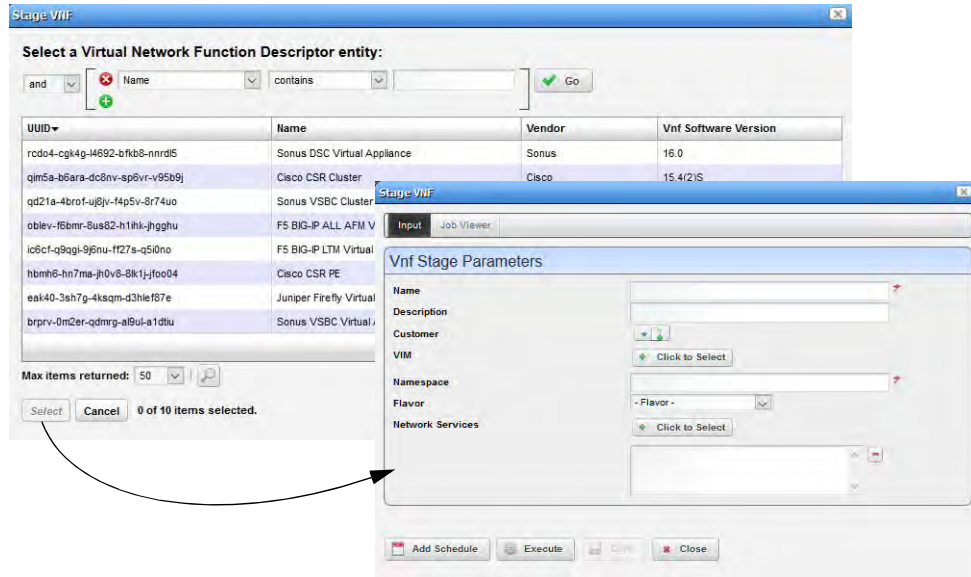 Stage VNF
Select a Virtual Network Function Descriptor entity:
and Name contains Go
UUID Name Vendor Vnf Software Version
rcdo4-cgk4g-l4692-bfkb8-nnrdl5 Sonus DSC Virtual Appliance Sonus 16.0
qim5a-b6ara-dc8nv-sp6vr-v95b9j Cisco CSR Cluster Cisco 15.4(2)S
qd21a-4brof-uj8jv-f4p5v-8r74uo Sonus VSBC Cluster
oblev-f6bmr-8us82-h1ihk-jhgghu F5 BIG-IP ALL AFM V
ic6cf-q9qgi-9j6nu-ff27s-q5i0no F5 BIG-IP LTM Virtual
hbmh6-hn7ma-jh0v8-8lk1j-jfoo04 Cisco CSR PE
eak40-3sh7g-4ksqm-d3hlef87e Juniper Firefly Virtual
brprv-0m2er-qdmrg-al9ul-a1dtiu Sonus VSBC Virtual
Max items returned: 50
Select Cancel 0 of 10 items selected.
Stage VNF
Input Job Viewer
Vnf Stage Parameters
Name
Description
Customer
VIM Click to Select
Namespace
Flavor - Flavor -
Network Services Click to Select
Add Schedule Execute Save Close